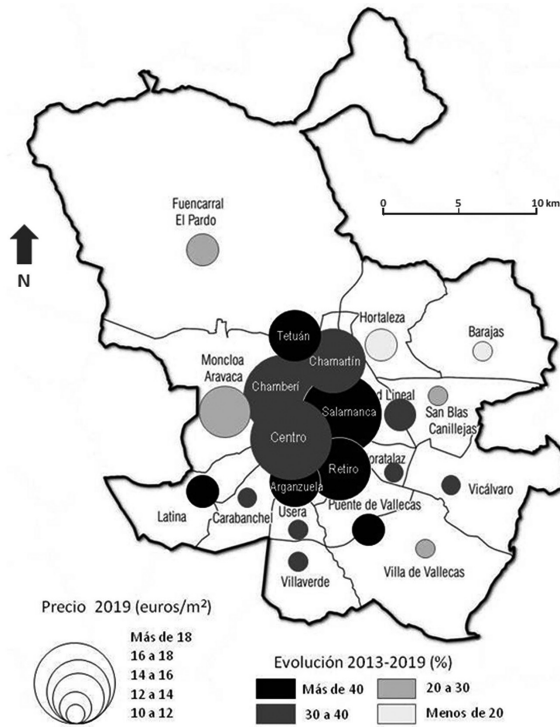 Fuencarral
El Pardo
0 5 10 km
N
Hortaleza
Barajas
Tetuán
Chamartín
Moncloa
Aravaca
Chamberí
d Lineal
San Blas
Canillejas
Salamanca
Centro
oratalaz
Retiro
Arganzuela
Vicálvaro
Latina
Carabanchel
Usera
Puente de Vallecas
Villaverde
Villa de Vallecas
Precio 2019 (euros/m²)
Más de 18
16 a 18
14 a 16
12 a 14
10 a 12
Evolución 2013-2019 (%)
Más de 40
20 a 30
30 a 40
Menos de 20